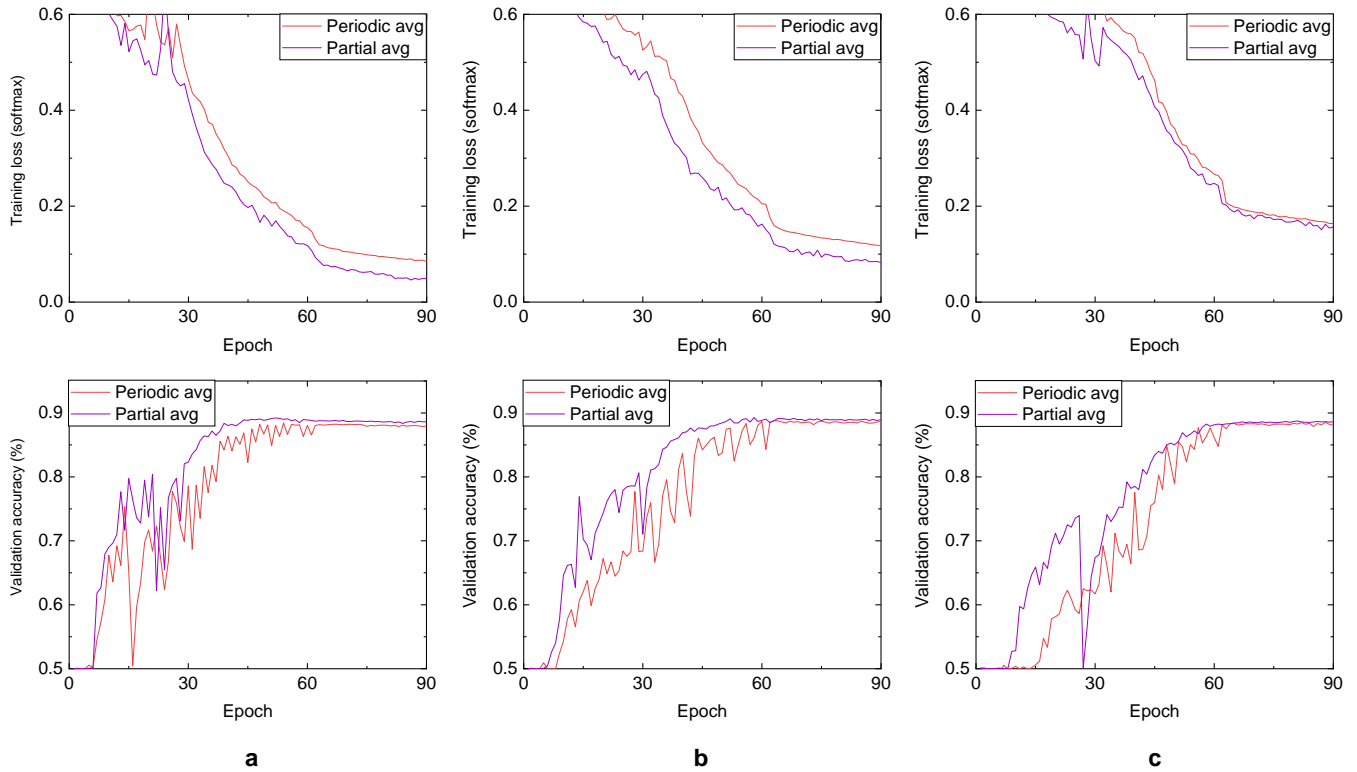 Periodic avg
Partial avg
Training loss (softmax)
0.6
0.4
0.2
0.0
0
30
60
90
Epoch
Periodic avg
Partial avg
Training loss (softmax)
0.6
0.4
0.2
0.0
0
30
60
90
Epoch
Periodic avg
Partial avg
Training loss (softmax)
0.6
0.4
0.2
0.0
0
30
60
90
Epoch
Periodic avg
Partial avg
Validation accuracy (%)
0.9
0.8
0.7
0.6
0.5
0
30
60
90
Epoch
Periodic avg
Partial avg
Validation accuracy (%)
0.9
0.8
0.7
0.6
0.5
0
30
60
90
Epoch
Periodic avg
Partial avg
Validation accuracy (%)
0.9
0.8
0.7
0.6
0.5
0
30
60
90
Epoch
a
b
c